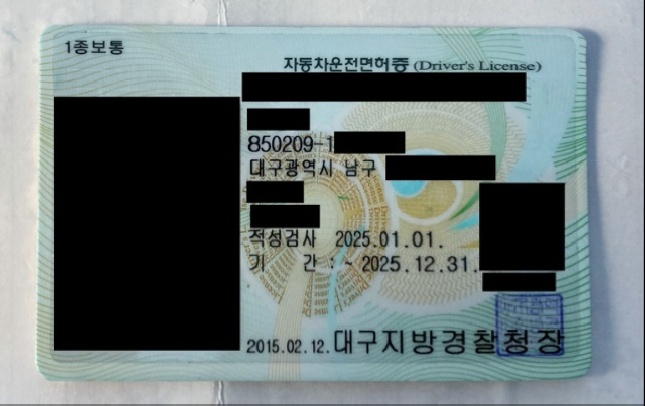 1종보통
자동차운전면허증 (Driver's License)
850209-1
대구광역시 남구
적성검사 2025.01.01.
기 간 : ~ 2025.12.31.
2015.02.12. 대구지방경찰청장